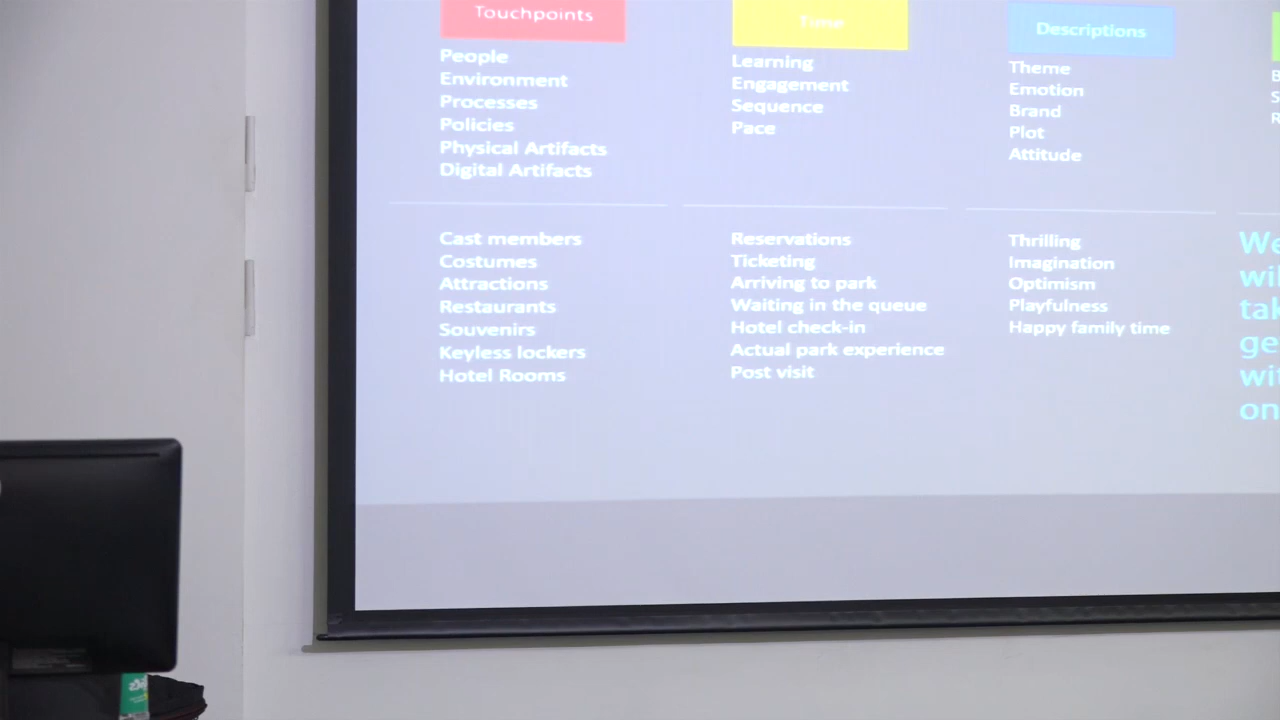 Touchpoints
People
Environment
Processes
Policies
Physical Artifacts
Digital Artifacts
Cast members
Costumes
Attractions
Restaurants
Souvenirs
Keyless lockers
Hotel Rooms
Time
Learning
Engagement
Sequence
Pace
Reservations
Ticketing
Arriving to park
Waiting in the queue
Hotel check-in
Actual park experience
Post visit
Descriptions
Theme
Emotion
Brand
Plot
Attitude
Thrilling
Imagination
Optimism
Playfulness
Happy family time
We